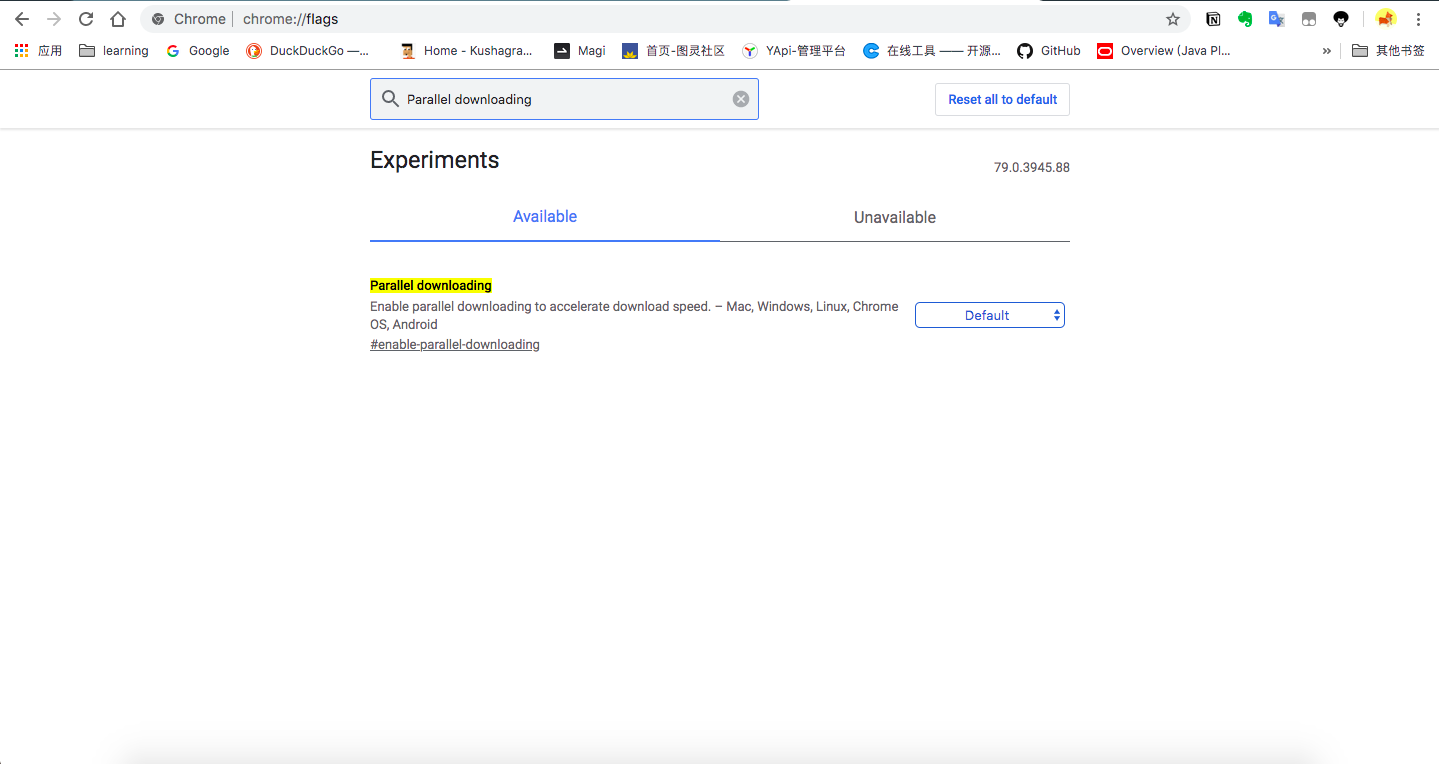 Chrome | chrome://flags
应用 learning Google DuckDuckGo —... Home - Kushagra... Magi 首页-图灵社区 YApi-管理平台 在线工具 —— 开源... GitHub Overview (Java Pl... » 其他书签
Parallel downloading
Reset all to default
Experiments
79.0.3945.88
Available
Unavailable
Parallel downloading
Enable parallel downloading to accelerate download speed. – Mac, Windows, Linux, Chrome
OS, Android
#enable-parallel-downloading
Default